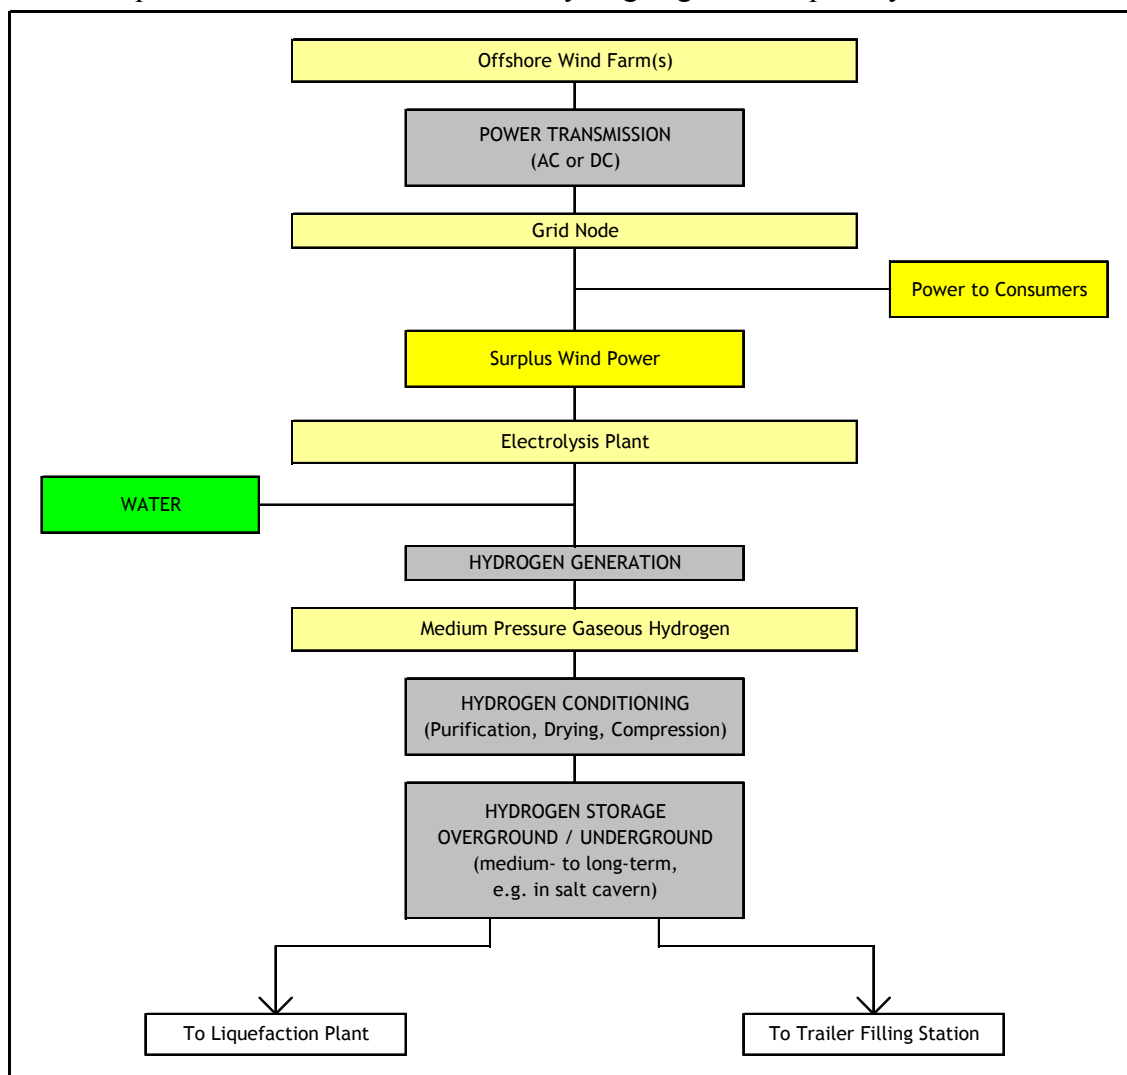 Offshore Wind Farm(s)
POWER TRANSMISSION
(AC or DC)
Grid Node
Power to Consumers
Surplus Wind Power
Electrolysis Plant
WATER
HYDROGEN GENERATION
Medium Pressure Gaseous Hydrogen
HYDROGEN CONDITIONING
(Purification, Drying, Compression)
HYDROGEN STORAGE
OVERGROUND / UNDERGROUND
(medium- to long-term,
e.g. in salt cavern)
To Liquefaction Plant
To Trailer Filling Station